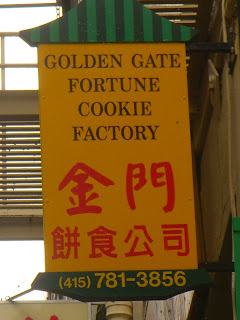 GOLDEN GATE
FORTUNE
COOKIE
FACTORY
金門
餅食公司
(415) 781-3856